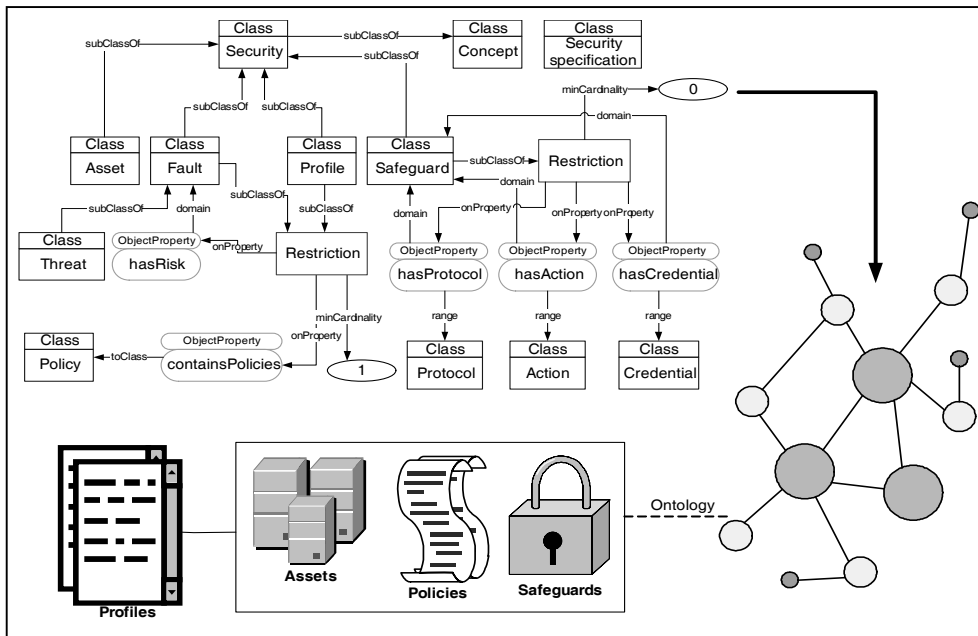 Class
Security
subClassOf
Class
Concept
Class
Security
specification
subClassOf
subClassOf
minCardinality
0
subClassOf
subClassOf
domain
Class
Asset
Class
Fault
Class
Profile
Class
Safeguard
subClassOf
Restriction
domain
subClassOf
subClassOf
subClassOf
domain
domain
onProperty
onProperty
onProperty
Class
Threat
ObjectProperty
hasRisk
onProperty
Restriction
ObjectProperty
hasProtocol
ObjectProperty
hasAction
ObjectProperty
hasCredential
minCardinality
onProperty
range
range
range
Class
Policy
toClass
ObjectProperty
containsPolicies
1
Class
Protocol
Class
Action
Class
Credential
Ontology
Assets
Policies
Safeguards
Profiles